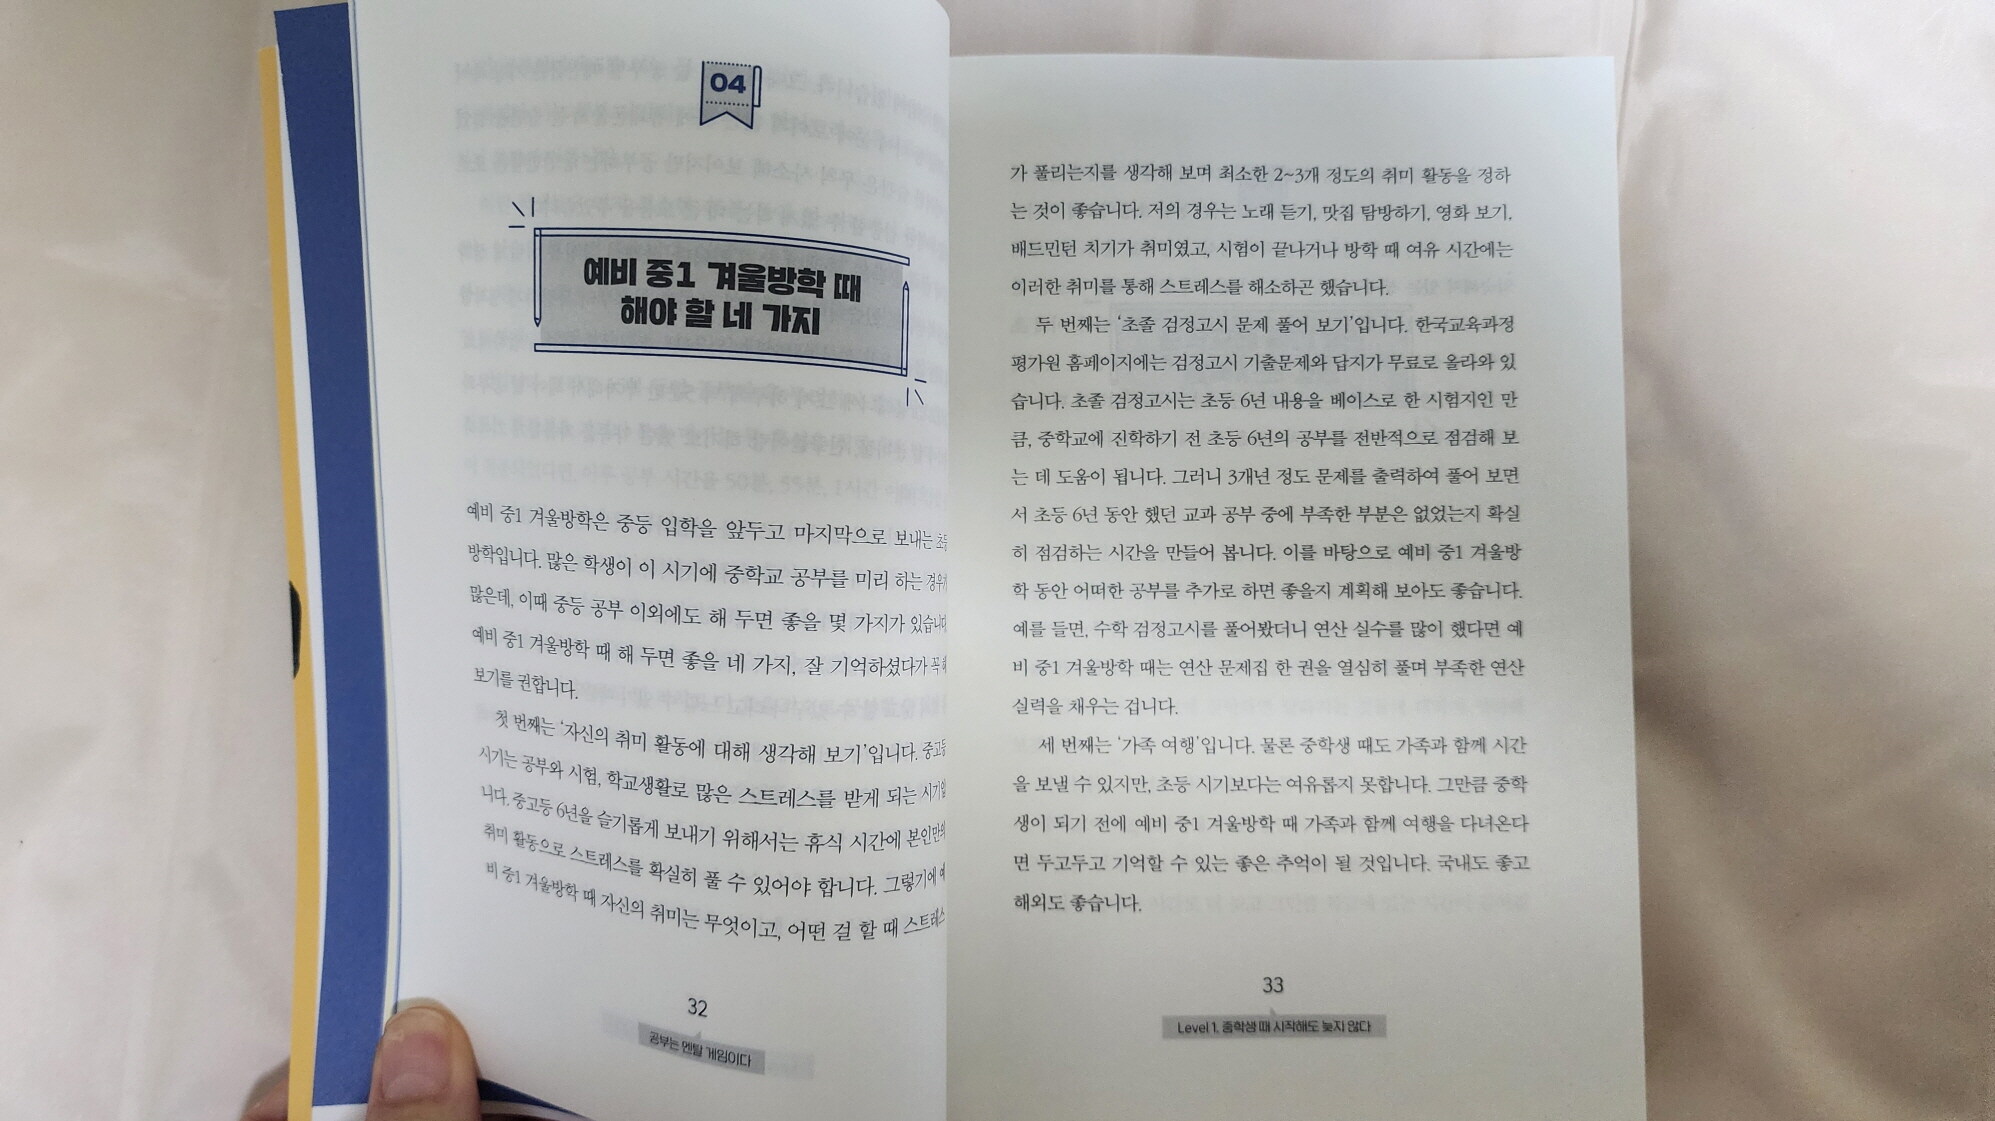 04
예비 중1 겨울방학 때
해야 할 네 가지
예비 중1 겨울방학은 중등 입학을 앞두고 마지막으로 보내는 초등
방학입니다. 많은 학생이 이 시기에 중학교 공부를 미리 하는 경우가
많은데, 이때 중등 공부 이외에도 해 두면 좋을 몇 가지가 있습니다.
예비 중1 겨울방학 때 해 두면 좋을 네 가지, 잘 기억하셨다가 꼭 해
보기를 권합니다.
첫 번째는 '자신의 취미 활동에 대해 생각해 보기'입니다. 중고등
시기는 공부와 시험, 학교생활로 많은 스트레스를 받게 되는 시기입
니다. 중고등 6년을 슬기롭게 보내기 위해서는 휴식 시간에 본인만의
취미 활동으로 스트레스를 확실히 풀 수 있어야 합니다. 그렇기에 예
비 중1 겨울방학 때 자신의 취미는 무엇이고, 어떤 걸 할 때 스트레스
32
공부는 멘탈 게임이다
가 풀리는지를 생각해 보며 최소한 2~3개 정도의 취미 활동을 정하
는 것이 좋습니다. 저의 경우는 노래 듣기, 맛집 탐방하기, 영화 보기,
배드민턴 치기가 취미였고, 시험이 끝나거나 방학 때 여유 시간에는
이러한 취미를 통해 스트레스를 해소하곤 했습니다.
두 번째는 '초졸 검정고시 문제 풀어 보기'입니다. 한국교육과정
평가원 홈페이지에는 검정고시 기출문제와 답지가 무료로 올라와 있
습니다. 초졸 검정고시는 초등 6년 내용을 베이스로 한 시험지인 만
큼, 중학교에 진학하기 전 초등 6년의 공부를 전반적으로 점검해 보
는 데 도움이 됩니다. 그러니 3개년 정도 문제를 출력하여 풀어 보면
서 초등 6년 동안 했던 교과 공부 중에 부족한 부분은 없었는지 확실
히 점검하는 시간을 만들어 봅니다. 이를 바탕으로 예비 중1 겨울방
학 동안 어떠한 공부를 추가로 하면 좋을지 계획해 보아도 좋습니다.
예를 들면, 수학 검정고시를 풀어봤더니 연산 실수를 많이 했다면 예
비 중1 겨울방학 때는 연산 문제집 한 권을 열심히 풀며 부족한 연산
실력을 채우는 겁니다.
세 번째는 '가족 여행'입니다. 물론 중학생 때도 가족과 함께 시간
을 보낼 수 있지만, 초등 시기보다는 여유롭지 못합니다. 그만큼 중학
생이 되기 전에 예비 중1 겨울방학 때 가족과 함께 여행을 다녀온다
면 두고두고 기억할 수 있는 좋은 추억이 될 것입니다. 국내도 좋고
해외도 좋습니다.
33
Level 1. 중학생 때 시작해도 늦지 않다